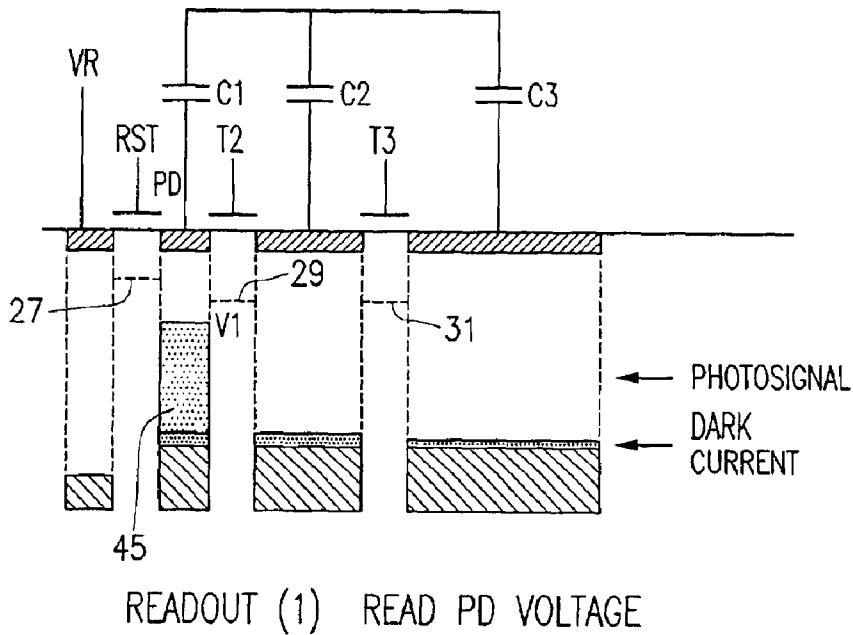 VR
C1
C2
C3
RST
PD
T2
T3
27
29
V1
31
PHOTOSIGNAL
DARK
CURRENT
45
READOUT (1) READ PD VOLTAGE